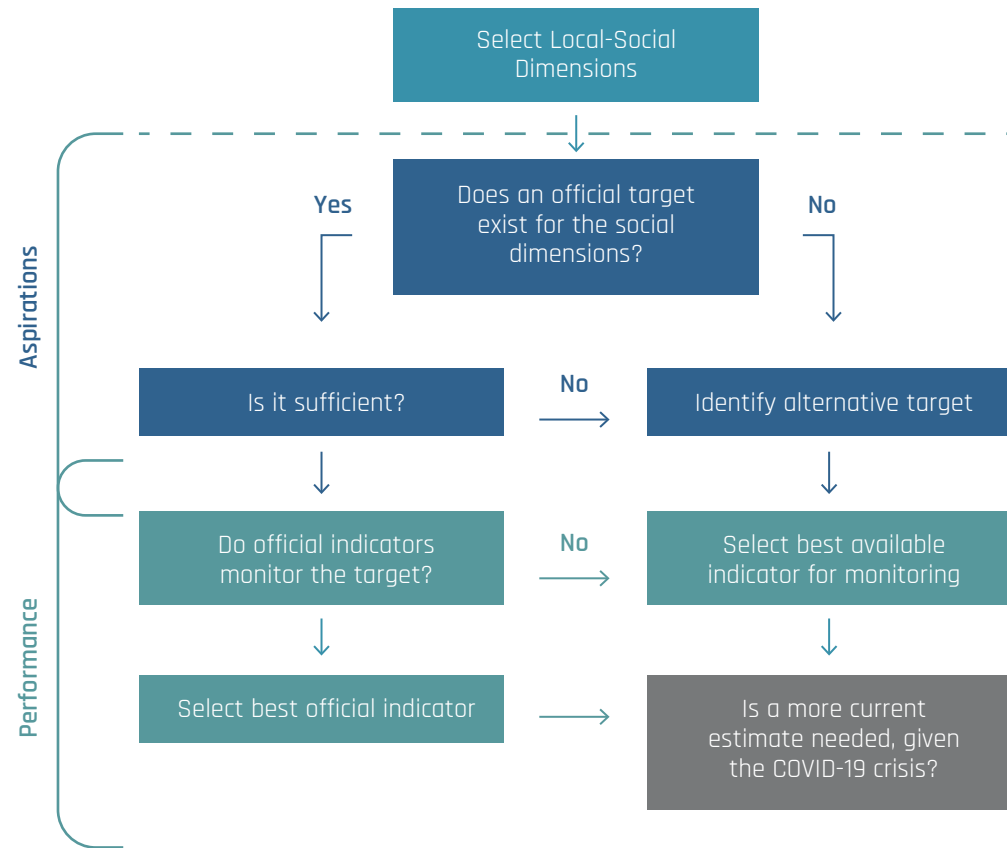 Select Local-Social
Dimensions
Does an official target
exist for the social
dimensions?
Yes
No
Aspirations
Is it sufficient?
No
Identify alternative target
Do official indicators
monitor the target?
No
Select best available
indicator for monitoring
Performance
Select best official indicator
Is a more current
estimate needed, given
the COVID-19 crisis?